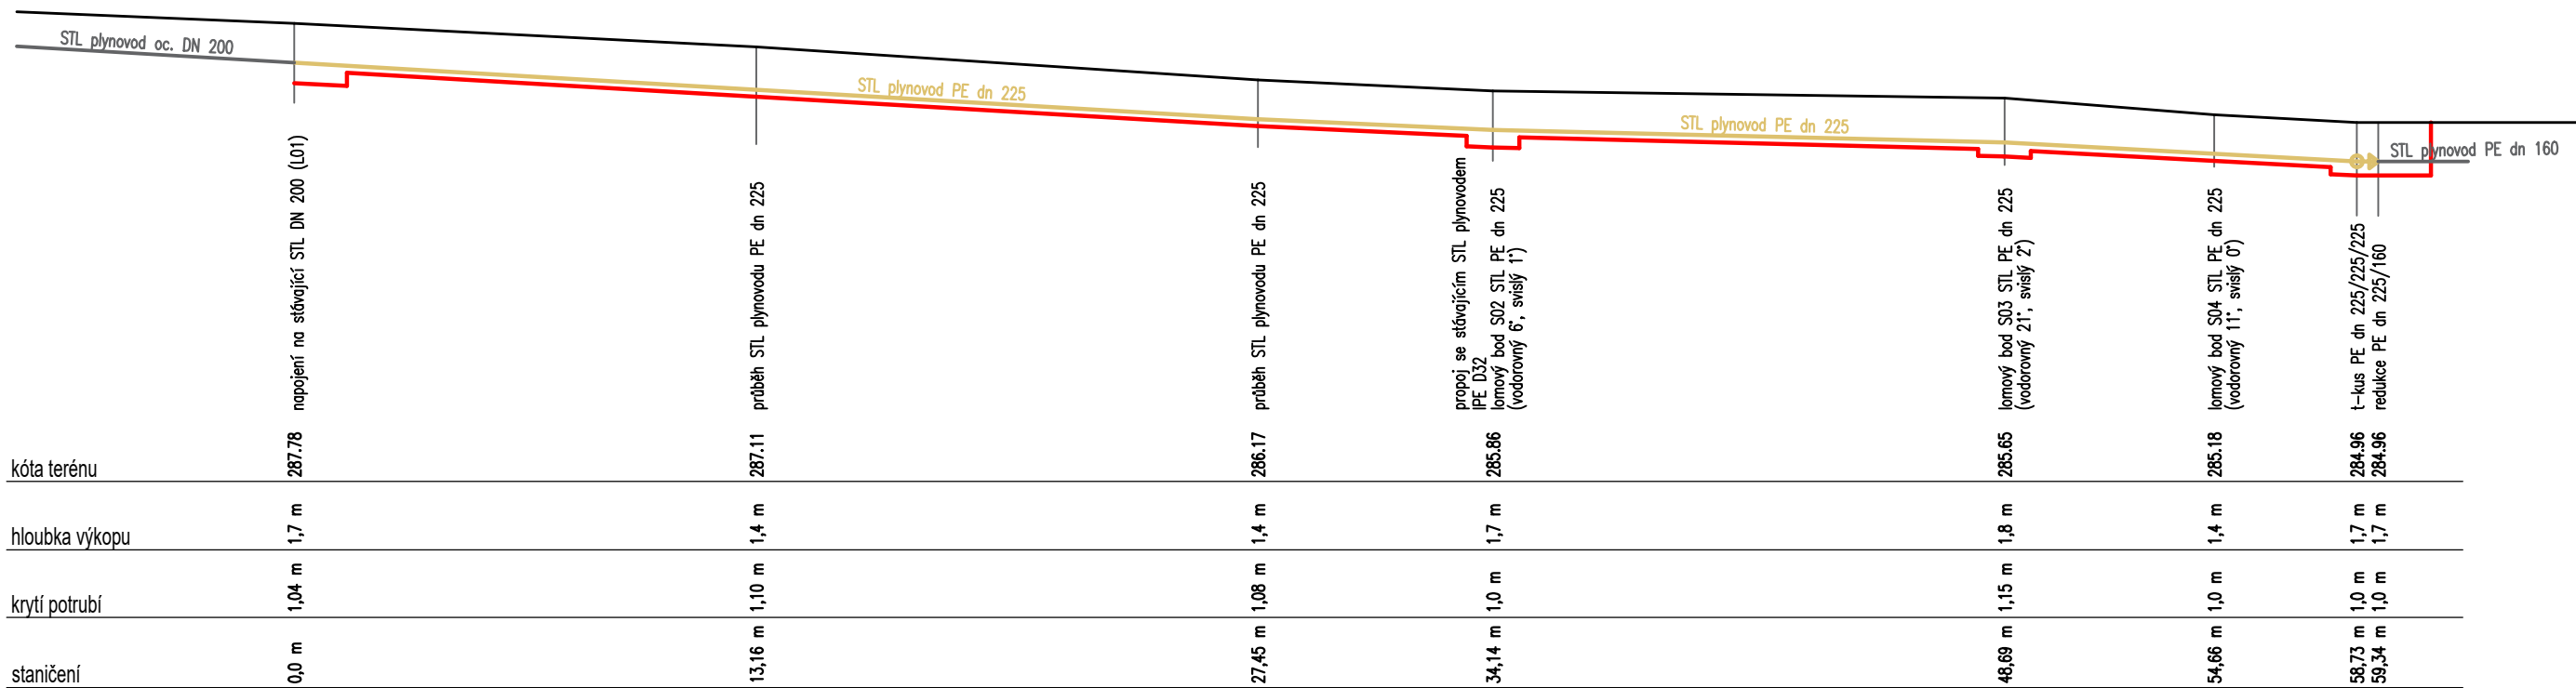 STL plynovod oc. DN 200
STL plynovod PE dn 225
STL plynovod PE dn 225
STL plynovod PE dn 160
napojení na stávající STL DN 200 (L01)
průběh STL plynovodu PE dn 225
průběh STL plynovodu PE dn 225
propoj se stávajícím STL plynovodem
IPE D32
lomový bod S02 STL PE dn 225
(vodorovný 6°, svislý 1°)
lomový bod S03 STL PE dn 225
(vodorovný 21°, svislý 2°)
lomový bod S04 STL PE dn 225
(vodorovný 11°, svislý 0°)
t-kus PE dn 225/225/225
redukce PE dn 225/160
kóta terénu 287.78 287.11 286.17 285.86 285.65 285.18 284.96 284.96
hloubka výkopu 1,7 m 1,4 m 1,4 m 1,7 m 1,8 m 1,4 m 1,7 m 1,7 m
krytí potrubí 1,04 m 1,10 m 1,08 m 1,0 m 1,15 m 1,0 m 1,0 m 1,0 m
staničení 0,0 m 13,16 m 27,45 m 34,14 m 48,69 m 54,66 m 58,73 m 59,34 m